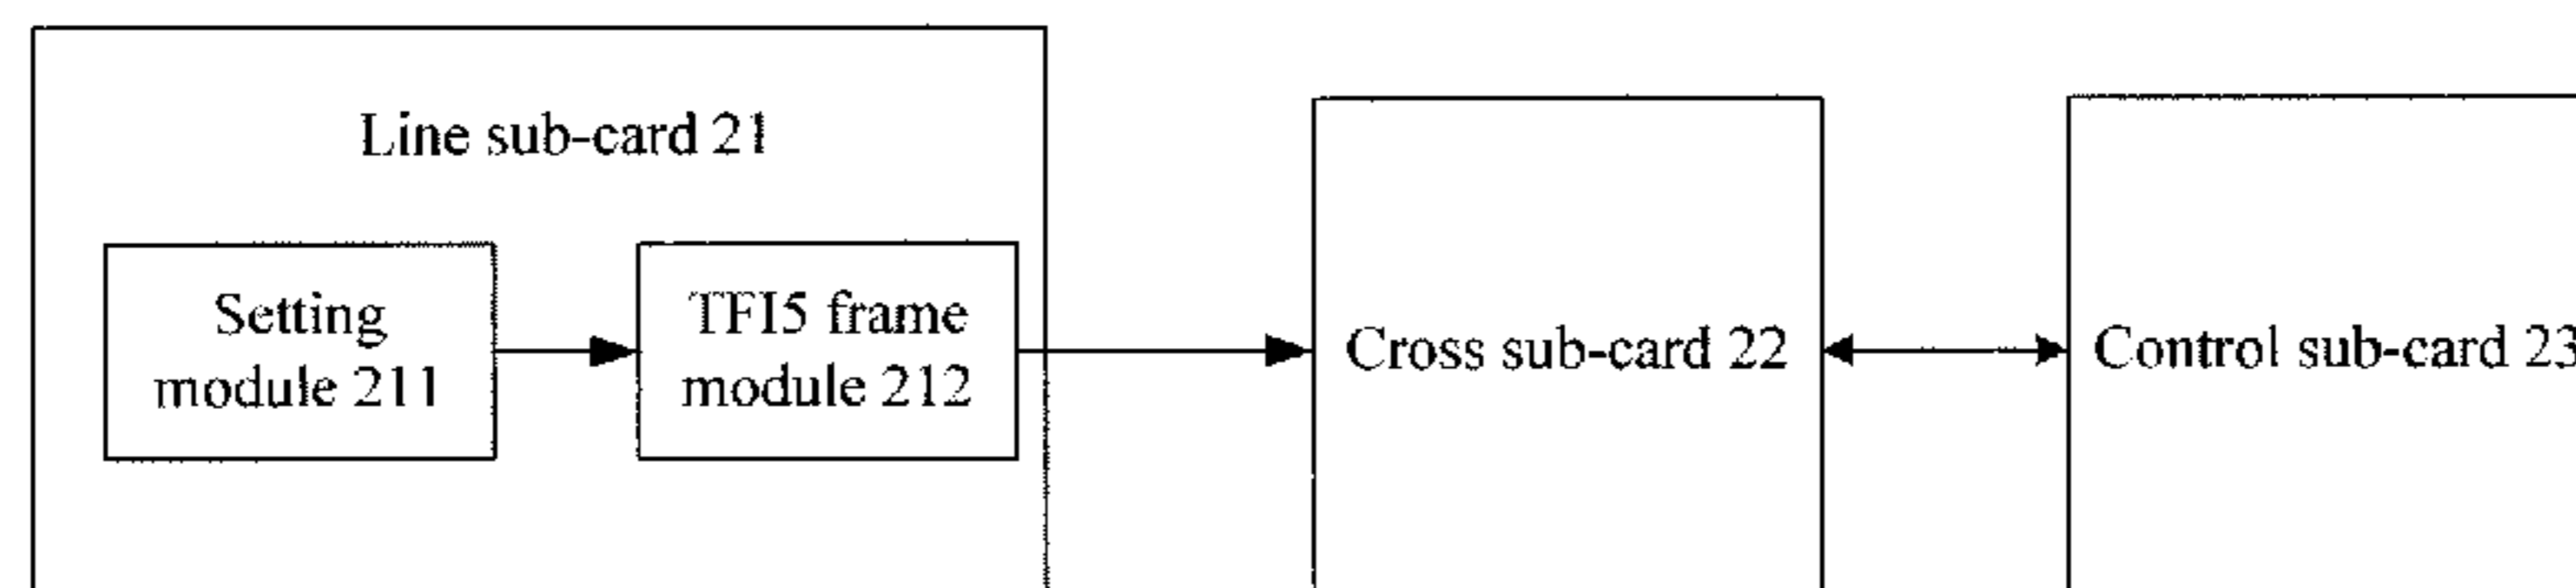 Line sub-card 21
Setting
module 211
TFI5 frame
module 212
Cross sub-card 22
Control sub-card 23